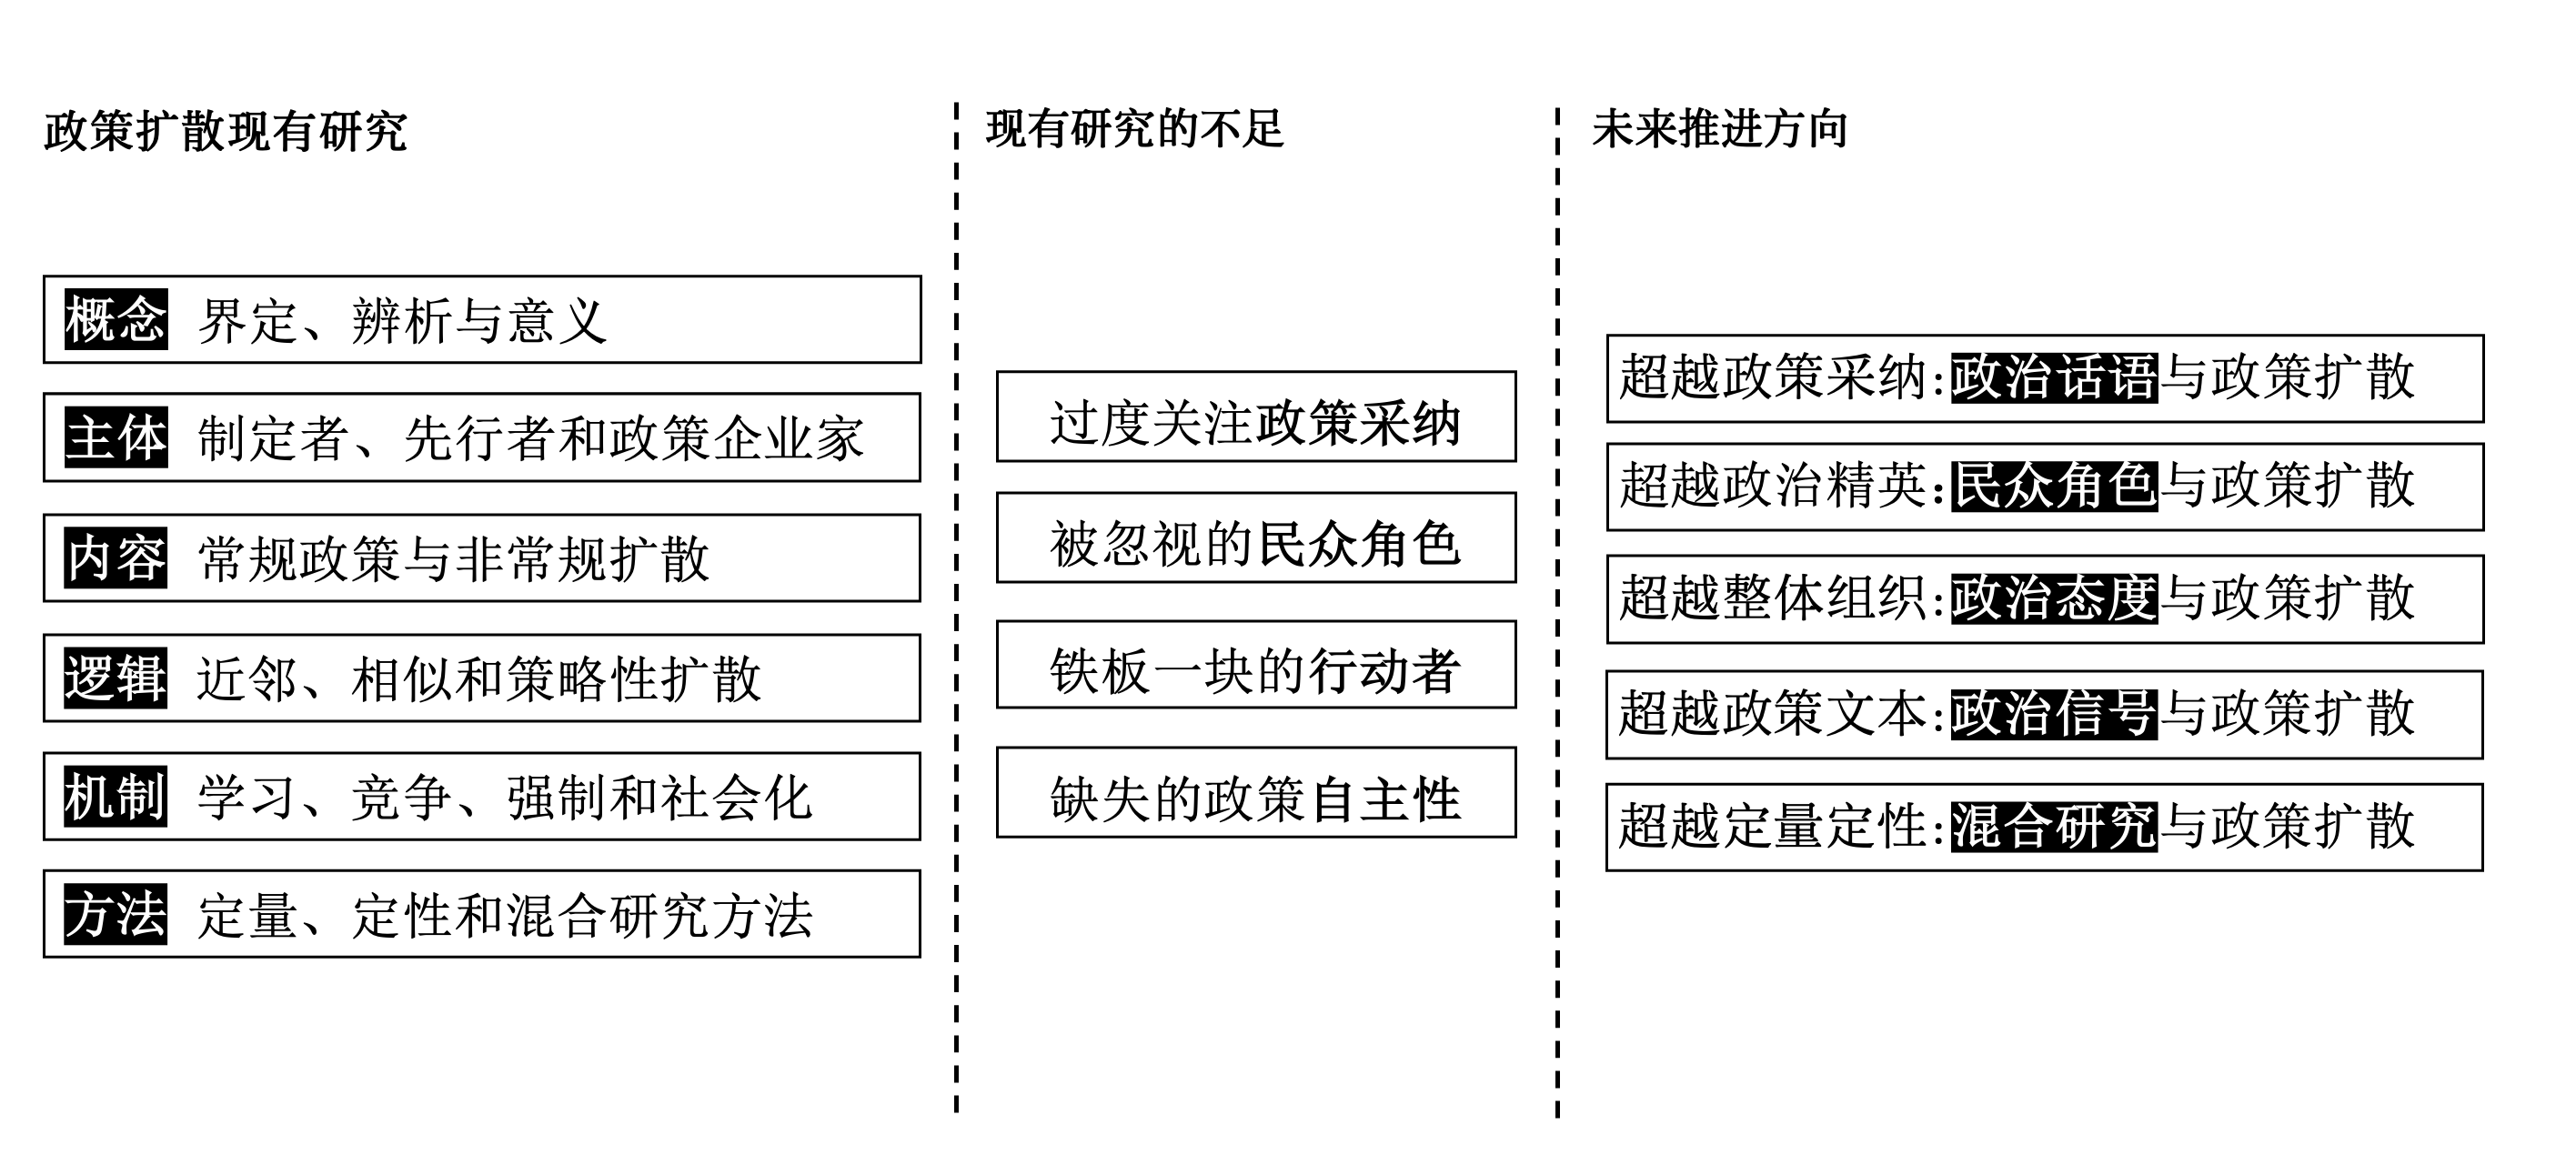 政策扩散现有研究
概念 界定、辨析与意义
主体 制定者、先行者和政策企业家
内容 常规政策与非常规扩散
逻辑 近邻、相似和策略性扩散
机制 学习、竞争、强制和社会化
方法 定量、定性和混合研究方法
现有研究的不足
过度关注政策采纳
被忽视的民众角色
铁板一块的行动者
缺失的政策自主性
未来推进方向
超越政策采纳:政治话语与政策扩散
超越政治精英:民众角色与政策扩散
超越整体组织:政治态度与政策扩散
超越政策文本:政治信号与政策扩散
超越定量定性:混合研究与政策扩散